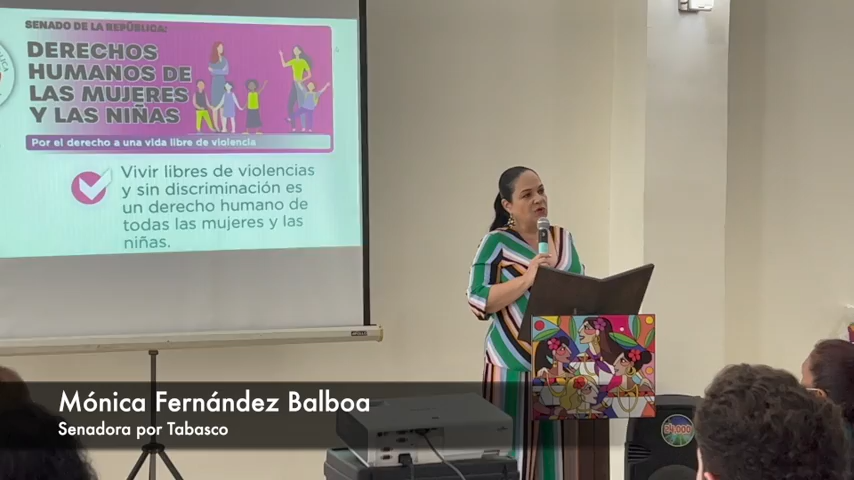 SENADO DE LA REPÚBLICA:
DERECHOS
HUMANOS DE
LAS MUJERES
Y LAS NIÑAS
Por el derecho a una vida libre de violencia
Vivir libres de violencias
y sin discriminación es
un derecho humano de
todas las mujeres y las
niñas.
Mónica Fernández Balboa
Senadora por Tabasco